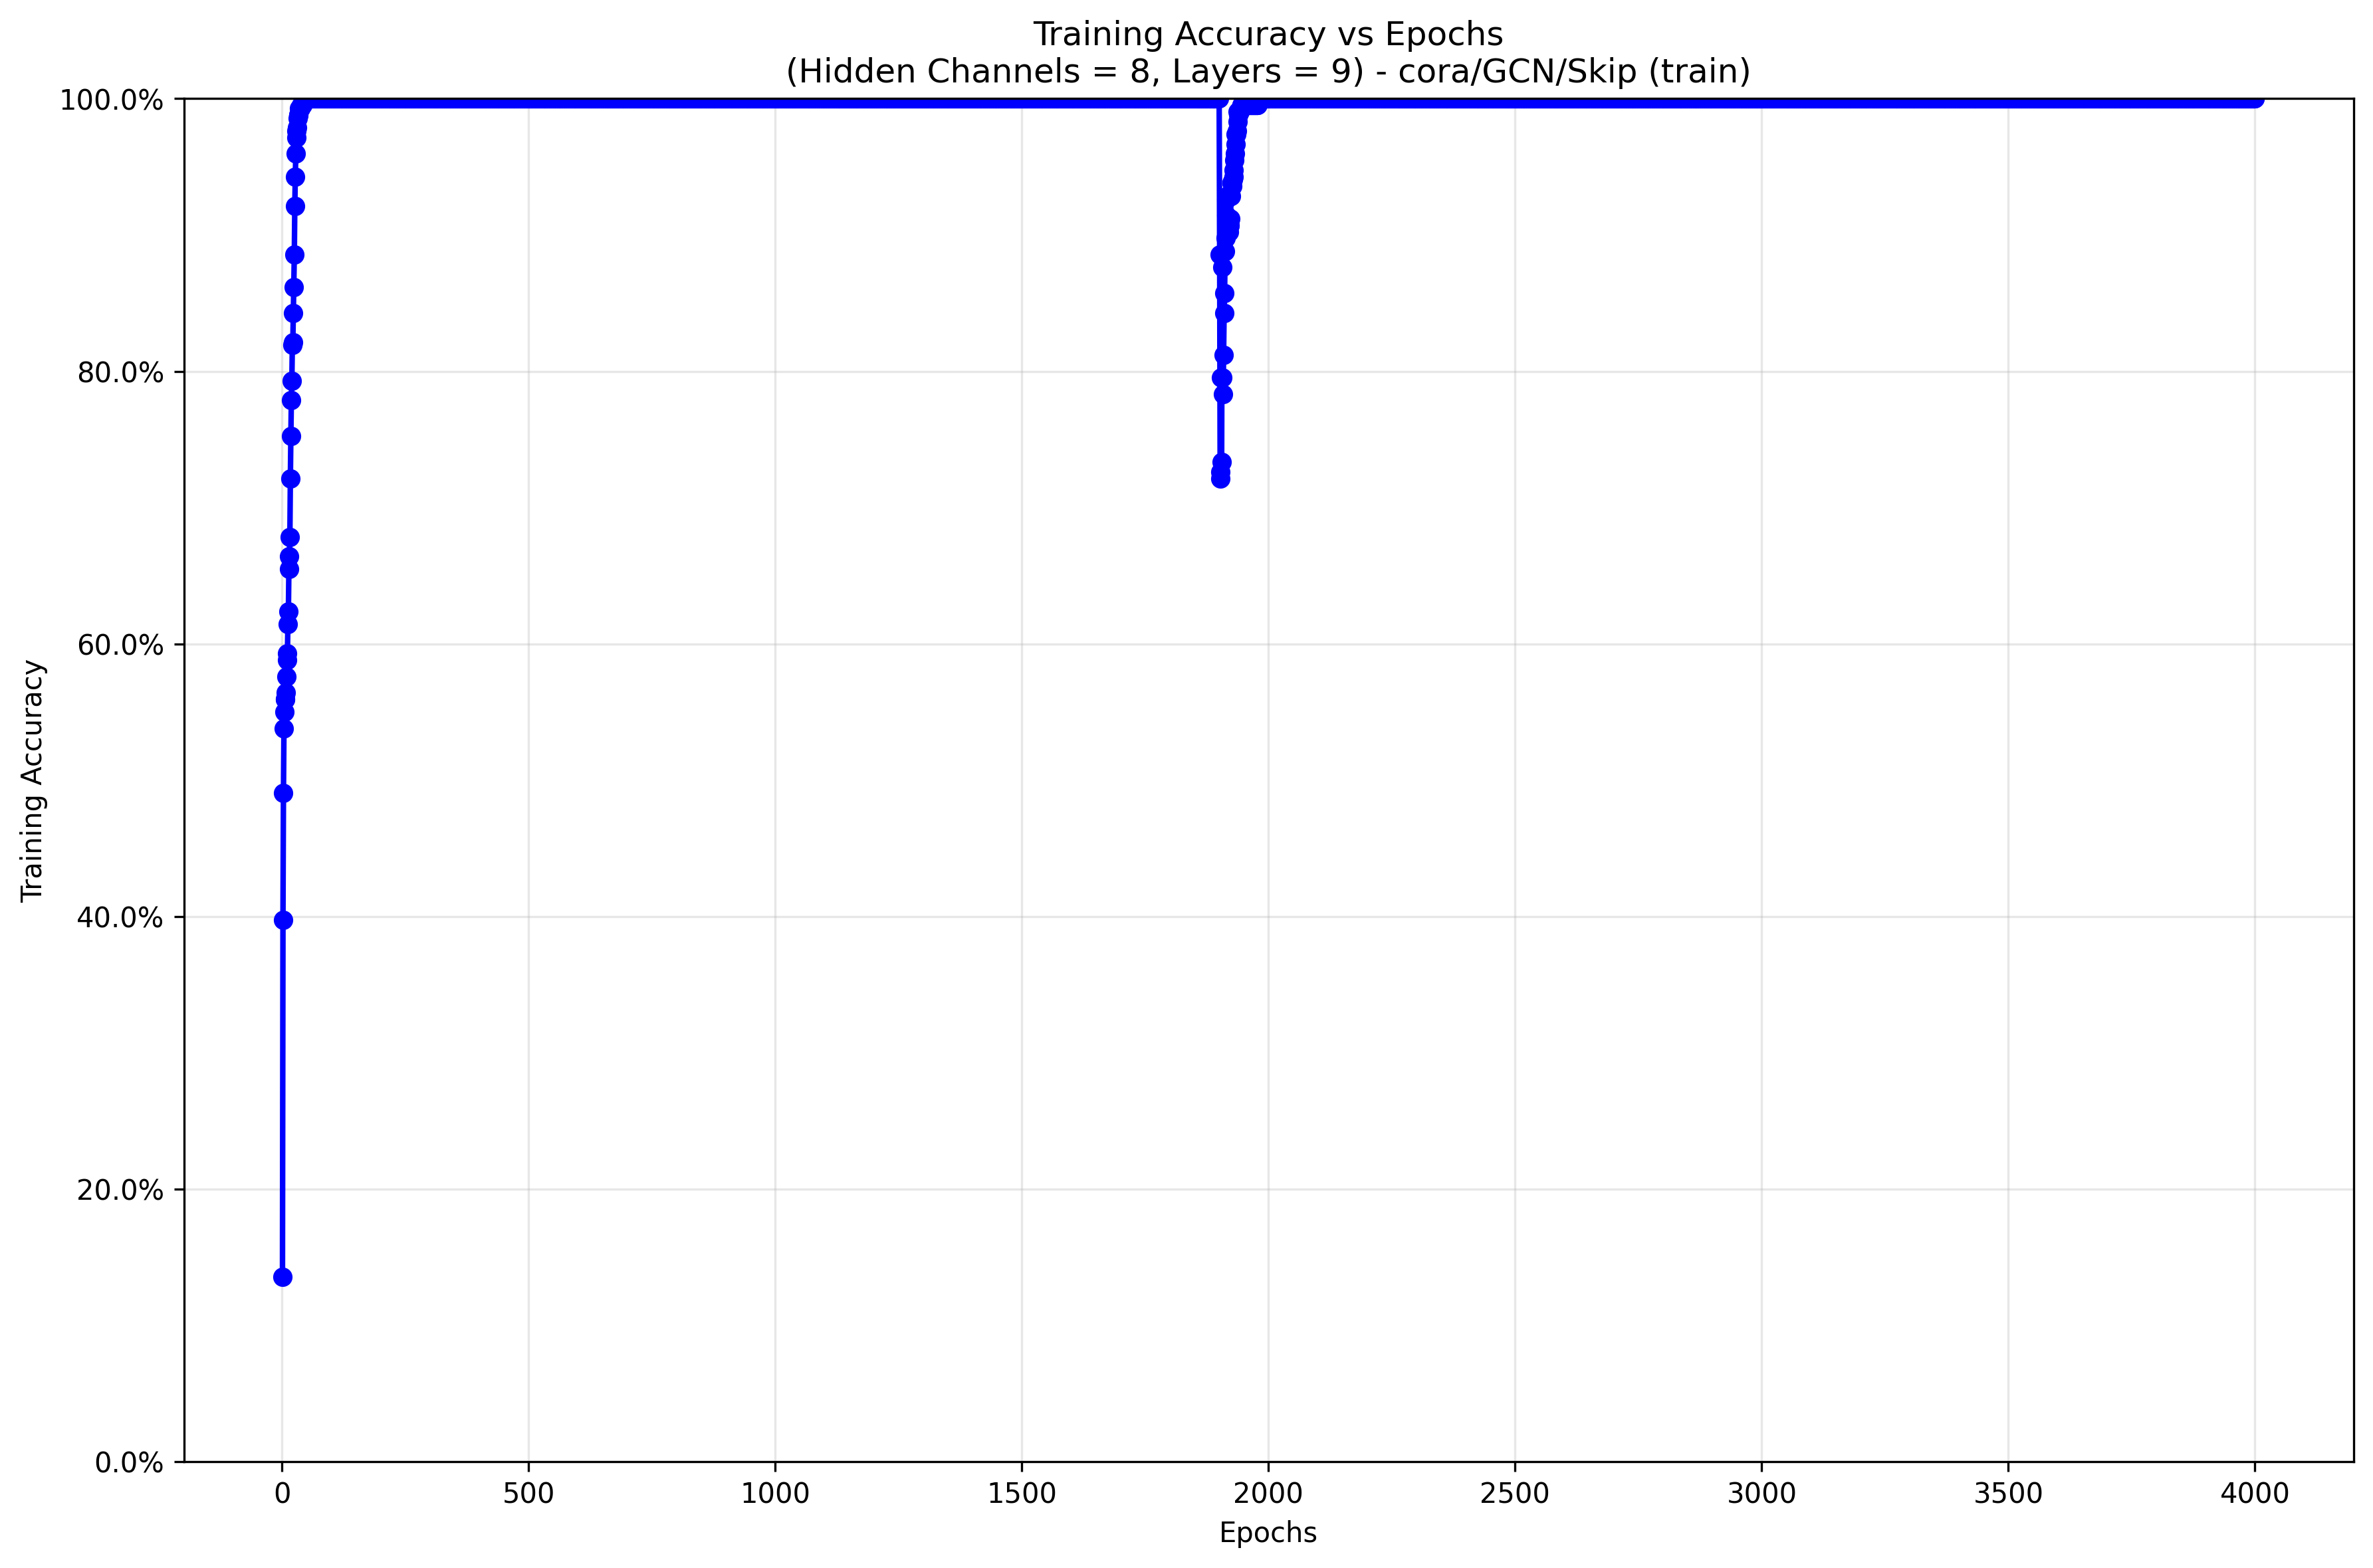 Training Accuracy vs Epochs
(Hidden Channels = 8, Layers = 9) - cora/GCN/Skip (train)
100.0%
80.0%
60.0%
40.0%
20.0%
0.0%
Training Accuracy
0 500 1000 1500 2000 2500 3000 3500 4000
Epochs